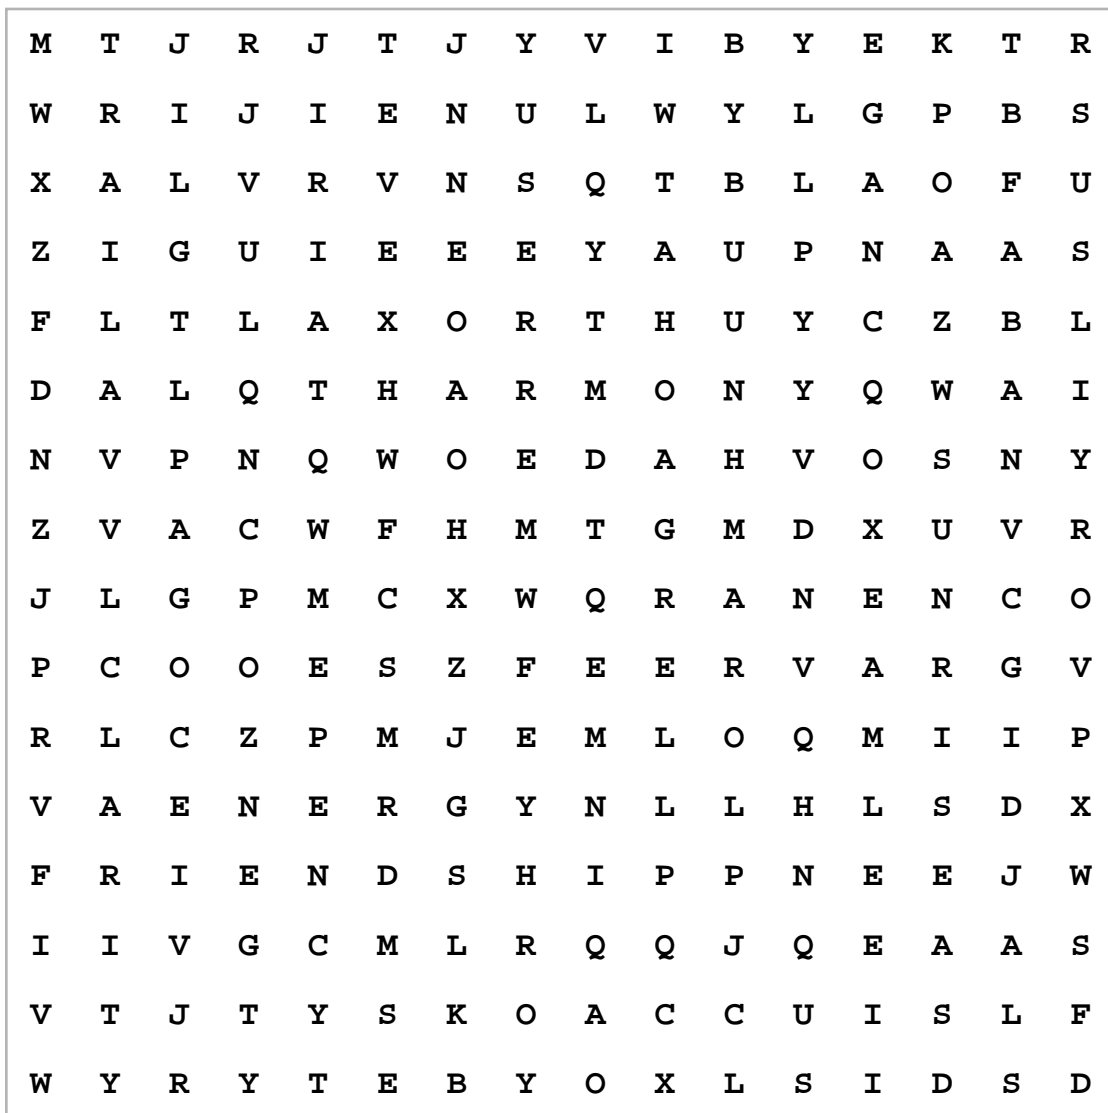 M T J R J T J Y V I B Y E K T R
W R I J I E N U L W Y L G P B S
X A L V R V N S Q T B L A O F U
Z I G U I E E E Y A U P N A A S
F L T L A X O R T H U Y C Z B L
D A L Q T H A R M O N Y Q W A I
N V P N Q W O E D A H V O S N Y
Z V A C W F H M T G M D X U V R
J L G P M C X W Q R A N E N C O
P C O O E S Z F E E R V A R G V
R L C Z P M J E M L O Q M I I P
V A E N E R G Y N L L H L S D X
F R I E N D S H I P P N E E J W
I I V G C M L R Q Q J Q E A A S
V T J T Y S K O A C C U I S L F
W Y R Y T E B Y O X L S I D S D